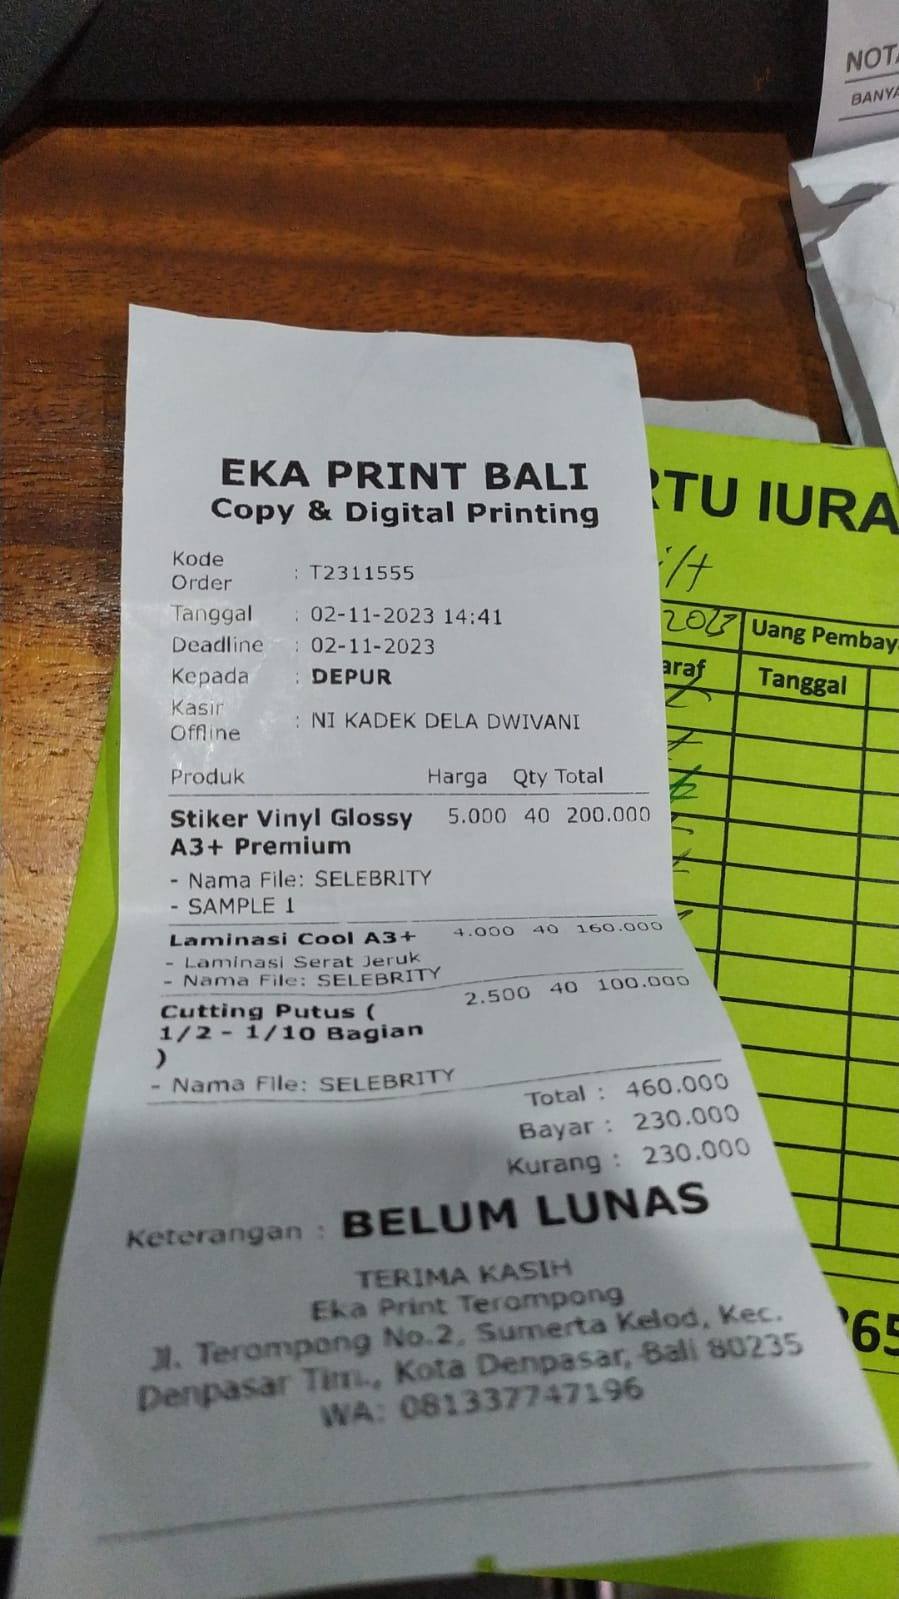 NOTA
BANYA
EKA PRINT BALI
Copy & Digital Printing
Kode
Order : T2311555
Tanggal : 02-11-2023 14:41
Deadline : 02-11-2023
Kepada : DEPUR
Kasir
Offline : NI KADEK DELA DWIVANI
Produk Harga Qty Total
Stiker Vinyl Glossy 5.000 40 200.000
A3+ Premium
- Nama File: SELEBRITY
- SAMPLE 1
Laminasi Cool A3+ 4.000 40 160.000
- Laminasi Serat Jeruk
- Nama File: SELEBRITY
Cutting Putus ( 2.500 40 100.000
1/2 - 1/10 Bagian
)
- Nama File: SELEBRITY
Total : 460.000
Bayar : 230.000
Kurang : 230.000
Keterangan : BELUM LUNAS
TERIMA KASIH
Eka Print Terompong
Jl. Terompong No.2, Sumerta Kelod, Kec.
Denpasar Tim., Kota Denpasar, Bali 80235
WA: 081337747196
RTU IURA
2023 Uang Pembay
araf Tanggal
65